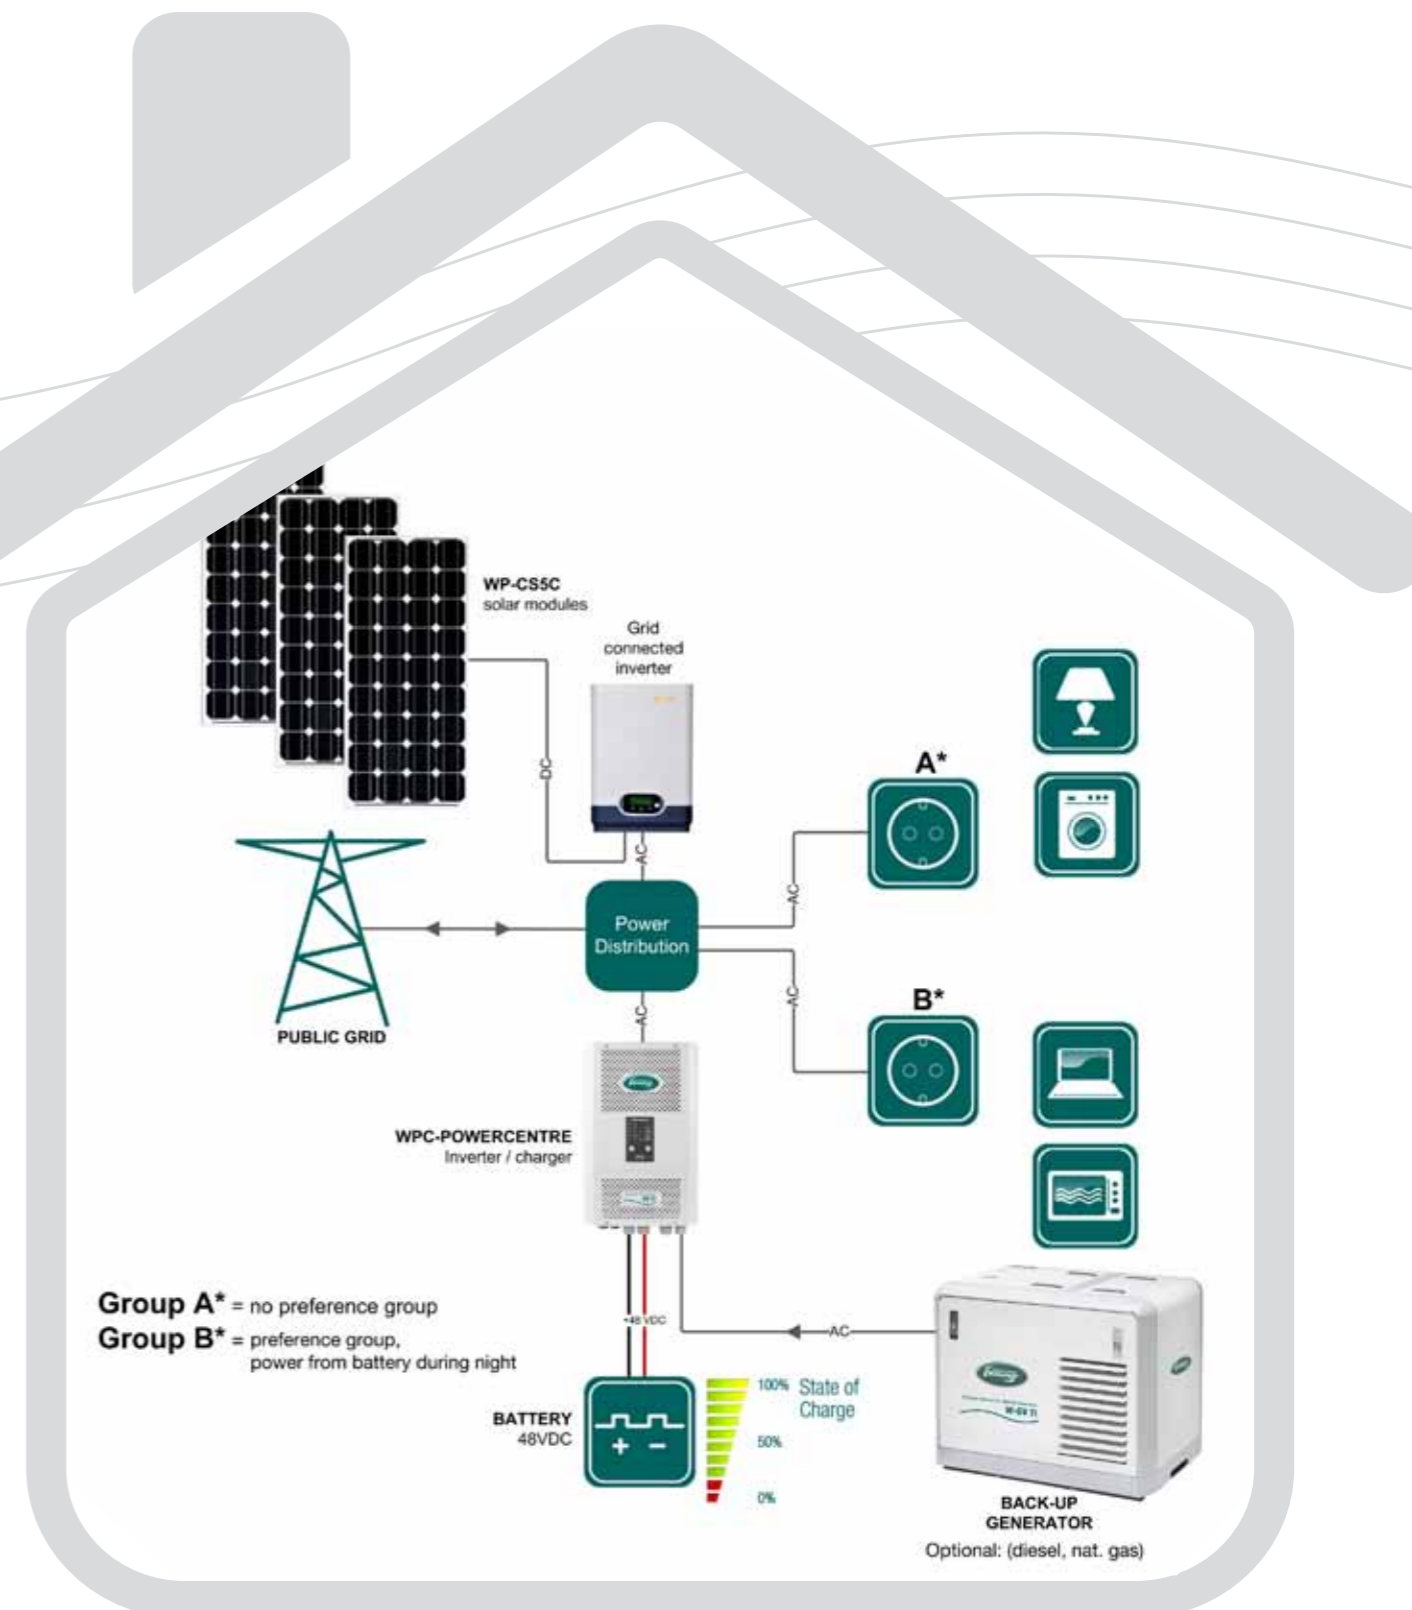 WP-CS5C
solar modules
Grid
connected
inverter
DC
AC
A*
AC
Power
Distribution
PUBLIC GRID
AC
AC
B*
WPC-POWERCENTRE
Inverter / charger
Group A* = no preference group
Group B* = preference group,
power from battery during night
+48 VDC
AC
BATTERY
48VDC
100%
State of
Charge
50%
0%
BACK-UP
GENERATOR
Optional: (diesel, nat. gas)